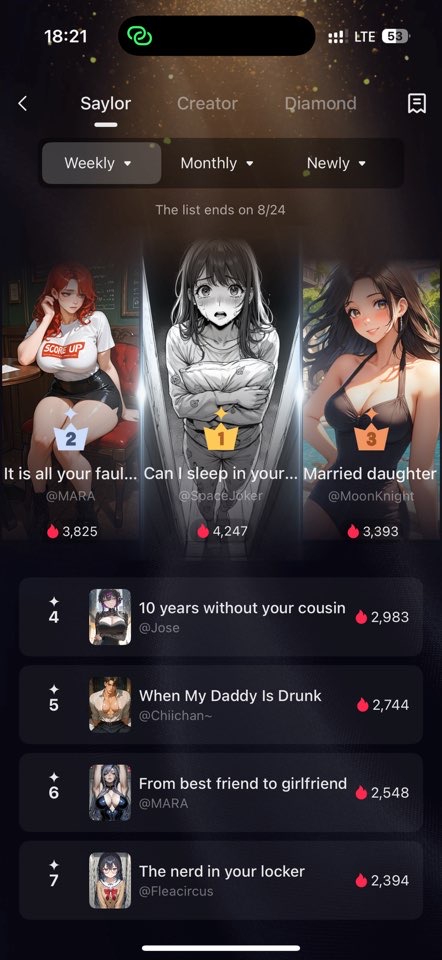 18:21
LTE 53
Saylor Creator Diamond
Weekly Monthly Newly
The list ends on 8/24
SCORE UP
2
1
3
It is all your faul... Can I sleep in your... Married daughter
@MARA @SpaceJoker @MoonKnight
3,825 4,247 3,393
4
10 years without your cousin
@Jose
2,983
5
When My Daddy Is Drunk
@Chiichan~
2,744
6
From best friend to girlfriend
@MARA
2,548
7
The nerd in your locker
@Fleacircus
2,394